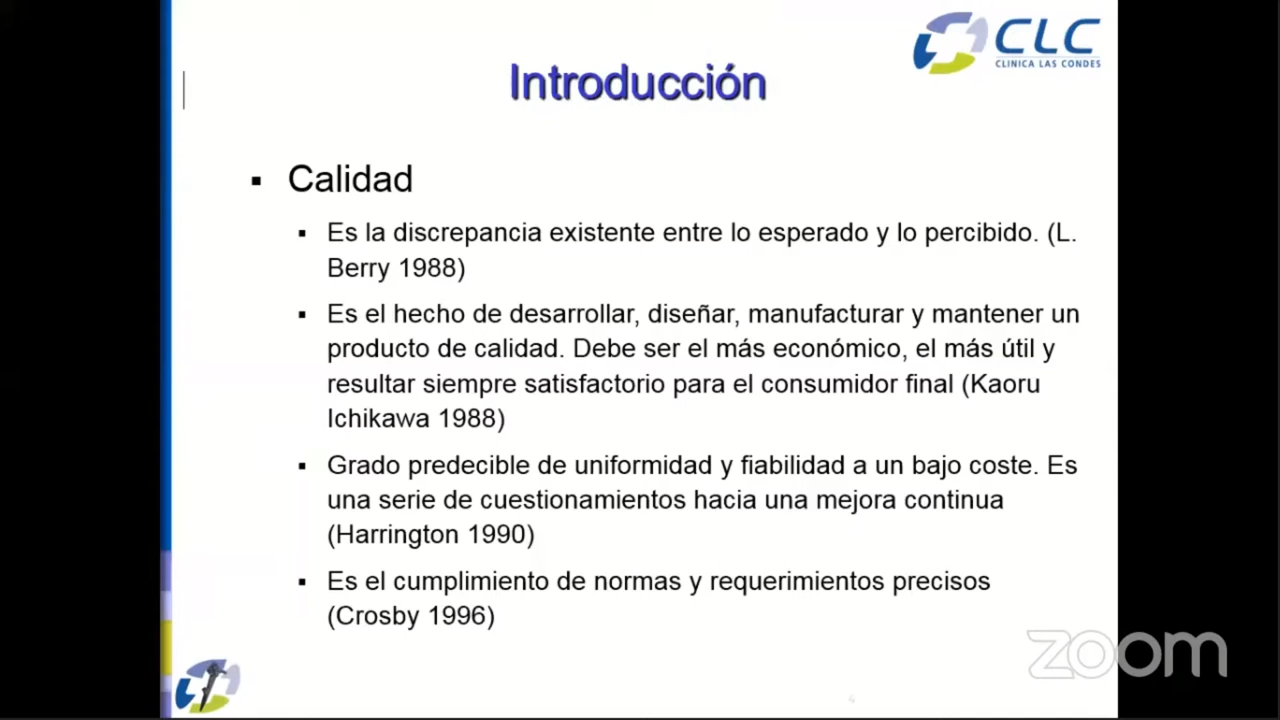 CLC
CLINICA LAS CONDES
Introducción
Calidad
Es la discrepancia existente entre lo esperado y lo percibido. (L.
Berry 1988)
Es el hecho de desarrollar, diseñar, manufacturar y mantener un
producto de calidad. Debe ser el más económico, el más útil y
resultar siempre satisfactorio para el consumidor final (Kaoru
Ichikawa 1988)
Grado predecible de uniformidad y fiabilidad a un bajo coste. Es
una serie de cuestionamientos hacia una mejora continua
(Harrington 1990)
Es el cumplimiento de normas y requerimientos precisos
(Crosby 1996)
zoom